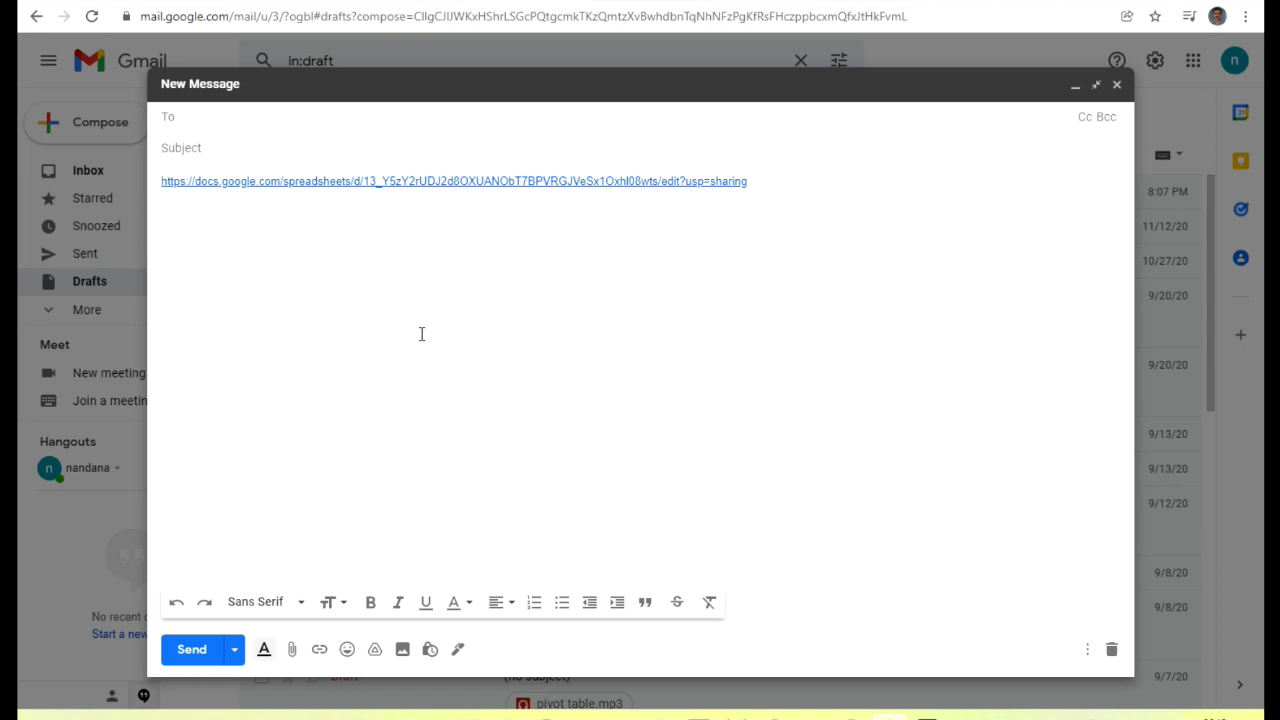 mail.google.com/mail/u/3/?ogbl#drafts?compose=CllgCJlJWKxHShrLSGcPQtgcmkTKzQmtzXvBwhdbnTqNhNFzPgKfRsFHczppbcxmQfxJtHkFvmL
Gmail
in:draft
n
New Message
To
Cc Bcc
Compose
Subject
Inbox
https://docs.google.com/spreadsheets/d/13_Y5zY2rUDJ2d8OXUANObT7BPVRGJVeSx1Oxhl08wts/edit?usp=sharing
8:07 PM
Starred
Snoozed
11/12/20
Sent
10/27/20
Drafts
9/20/20
More
Meet
New meeting
9/20/20
Join a meetin
Hangouts
9/13/20
n nandana
9/13/20
9/12/20
9/8/20
Sans Serif
9/8/20
No recent c
Start a new
Send
Draft
(no subject)
9/7/20
pivot table.mp3